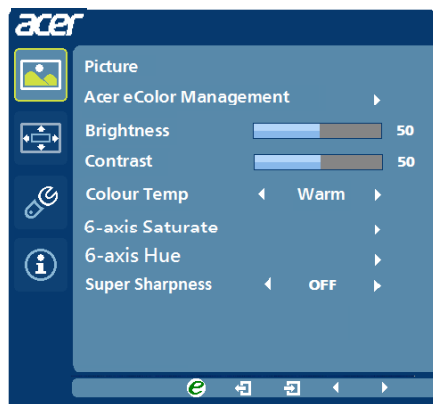 acer
Picture
Acer eColor Management
Brightness 50
Contrast 50
Colour Temp Warm
6-axis Saturate
6-axis Hue
Super Sharpness OFF
e